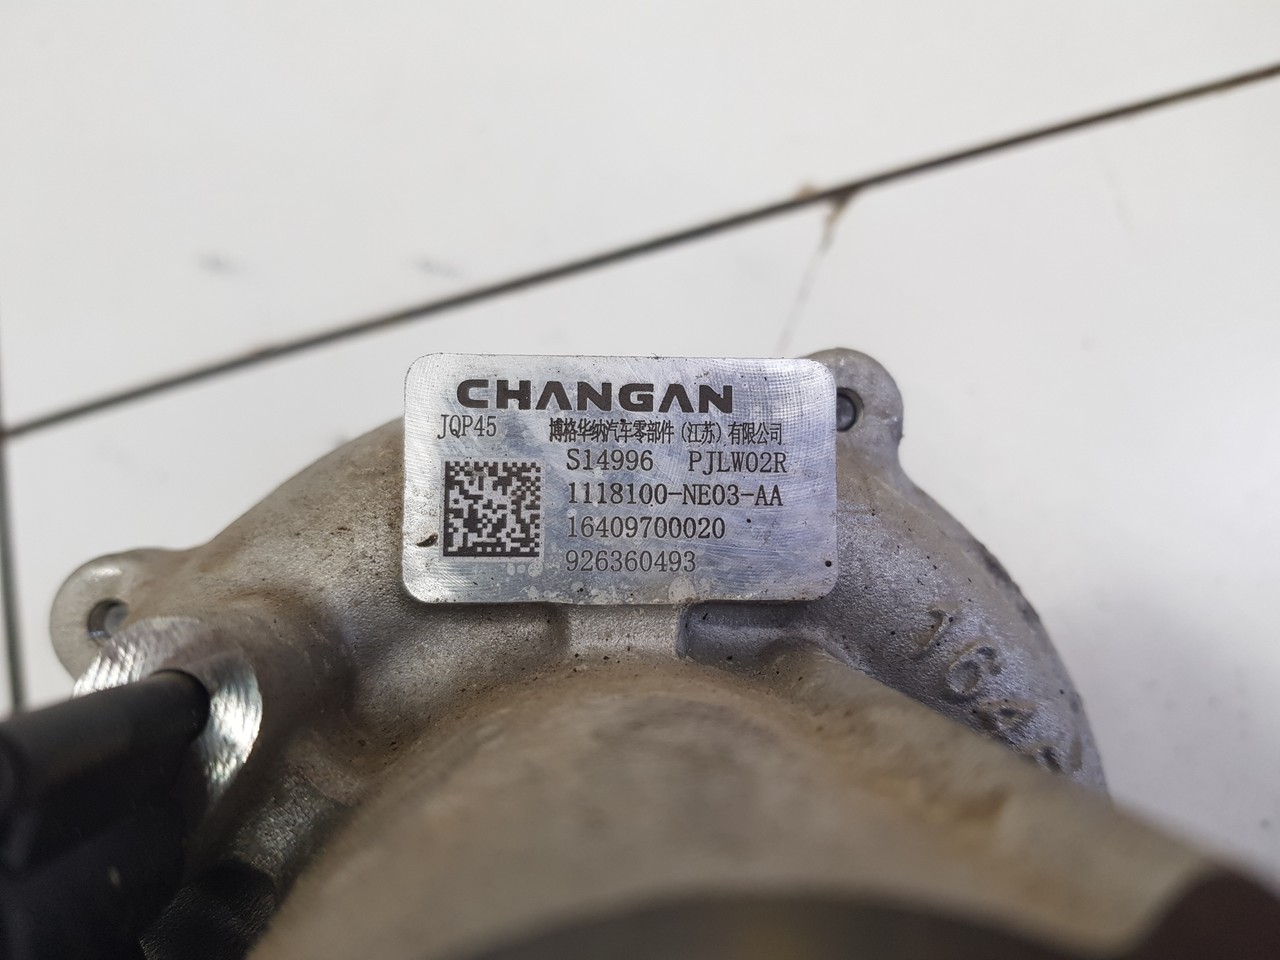 CHANGAN
JQP45
博格华纳汽车零部件（江苏）有限公司
S14996 PJLW02R
1118100-NE03-AA
16409700020
926360493